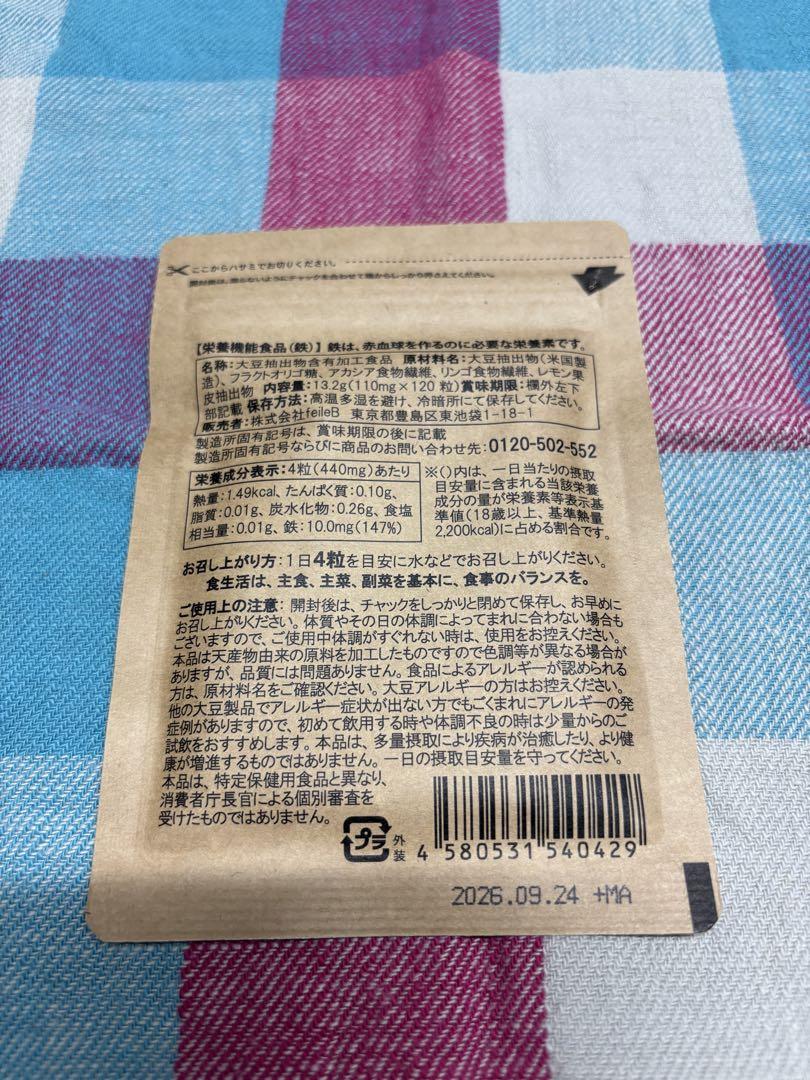 ここからハサミでお切りください。
開封後は、湿らないようにチャックを合わせて端からしっかり押さえてください。
【栄養機能食品(鉄)】鉄は、赤血球を作るのに必要な栄養素です。
名称:大豆抽出物含有加工食品 原材料名:大豆抽出物(米国製
造)、フラクトオリゴ糖、アカシア食物繊維、リンゴ食物繊維、レモン果
皮抽出物 内容量:13.2g(110mg×120粒)賞味期限:欄外左下
部記載 保存方法:高温多湿を避け、冷暗所にて保存してください。
販売者:株式会社feileB 東京都豊島区東池袋1-18-1
製造所固有記号は、賞味期限の後に記載
製造所固有記号ならびに商品のお問い合わせ先:0120-502-552
栄養成分表示:4粒(440mg)あたり
熱量:1.49kcal、たんぱく質:0.10g、
脂質:0.01g、炭水化物:0.26g、食塩
相当量:0.01g、鉄:10.0mg(147%)
※()内は、一日当たりの摂取
目安量に含まれる当該栄養
成分の量が栄養素等表示基
準値(18歳以上、基準熱量
2,200kcal)に占める割合です。
お召し上がり方:1日4粒を目安に水などでお召し上がりください。
食生活は、主食、主菜、副菜を基本に、食事のバランスを。
ご使用上の注意:開封後は、チャックをしっかりと閉めて保存し、お早めに
お召し上がりください。体質やその日の体調によってまれに合わない場合も
ございますので、ご使用中体調がすぐれない時は、使用をお控えください。
本品は天産物由来の原料を加工したものですので色調等が異なる場合が
ありますが、品質には問題ありません。食品によるアレルギーが認められる
方は、原材料名をご確認ください。大豆アレルギーの方はお控えください。
他の大豆製品でアレルギー症状が出ない方でもごくまれにアレルギーの発
症例がありますので、初めて飲用する時や体調不良の時は少量からのご
試飲をおすすめします。本品は、多量摂取により疾病が治癒したり、より健
康が増進するものではありません。一日の摂取目安量を守ってください。
本品は、特定保健用食品と異なり、
消費者庁長官による個別審査を
受けたものではありません。
プラ
外装
4 580531 540429
2026.09.24 +MA